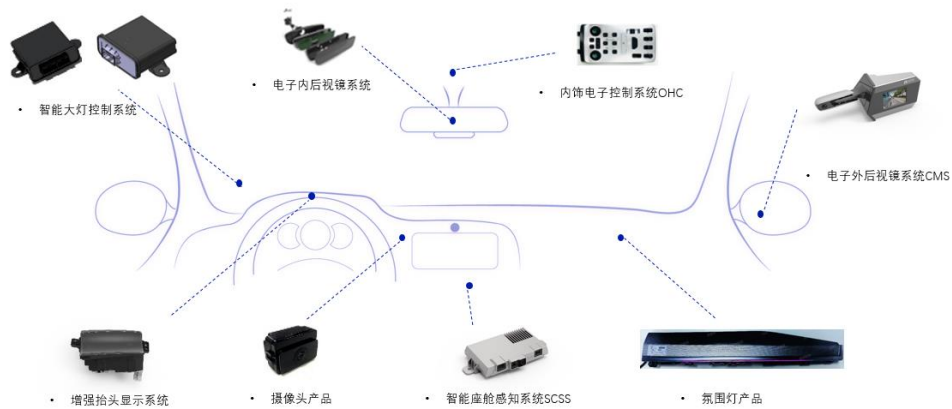 • 智能大灯控制系统
• 电子内后视镜系统
• 内饰电子控制系统OHC
• 电子外后视镜系统CMS
• 增强抬头显示系统
• 摄像头产品
• 智能座舱感知系统SCSS
• 氛围灯产品